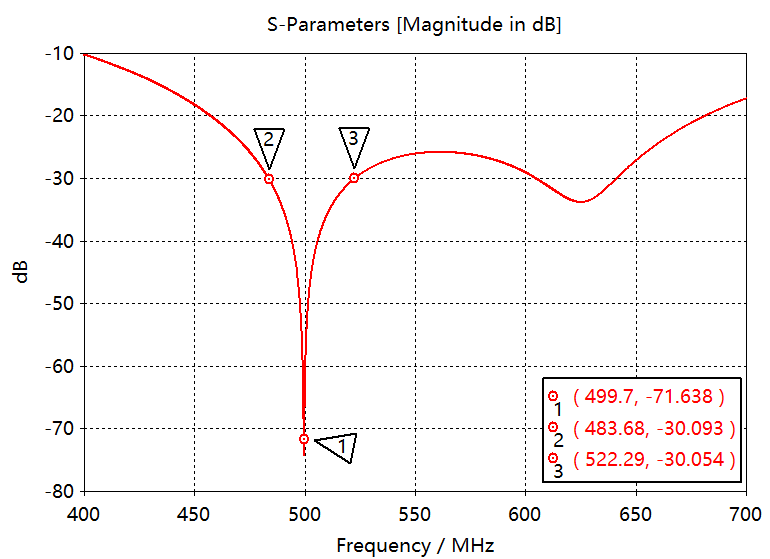 S-Parameters [Magnitude in dB]
-10
-20
-30
-40
-50
-60
-70
-80
dB
2
3
1
1 ( 499.7, -71.638 )
2 ( 483.68, -30.093 )
3 ( 522.29, -30.054 )
400 450 500 550 600 650 700
Frequency / MHz